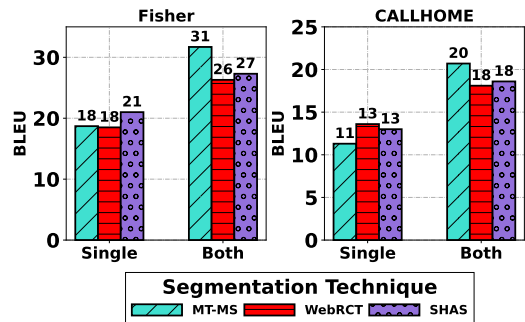 Fisher
CALLHOME
BLEU
30
20
10
0
18 18 21
31 26 27
Single Both
BLEU
25
20
15
10
5
0
11 13 13
20 18 18
Single Both
Segmentation Technique
MT-MS WebRCT SHAS